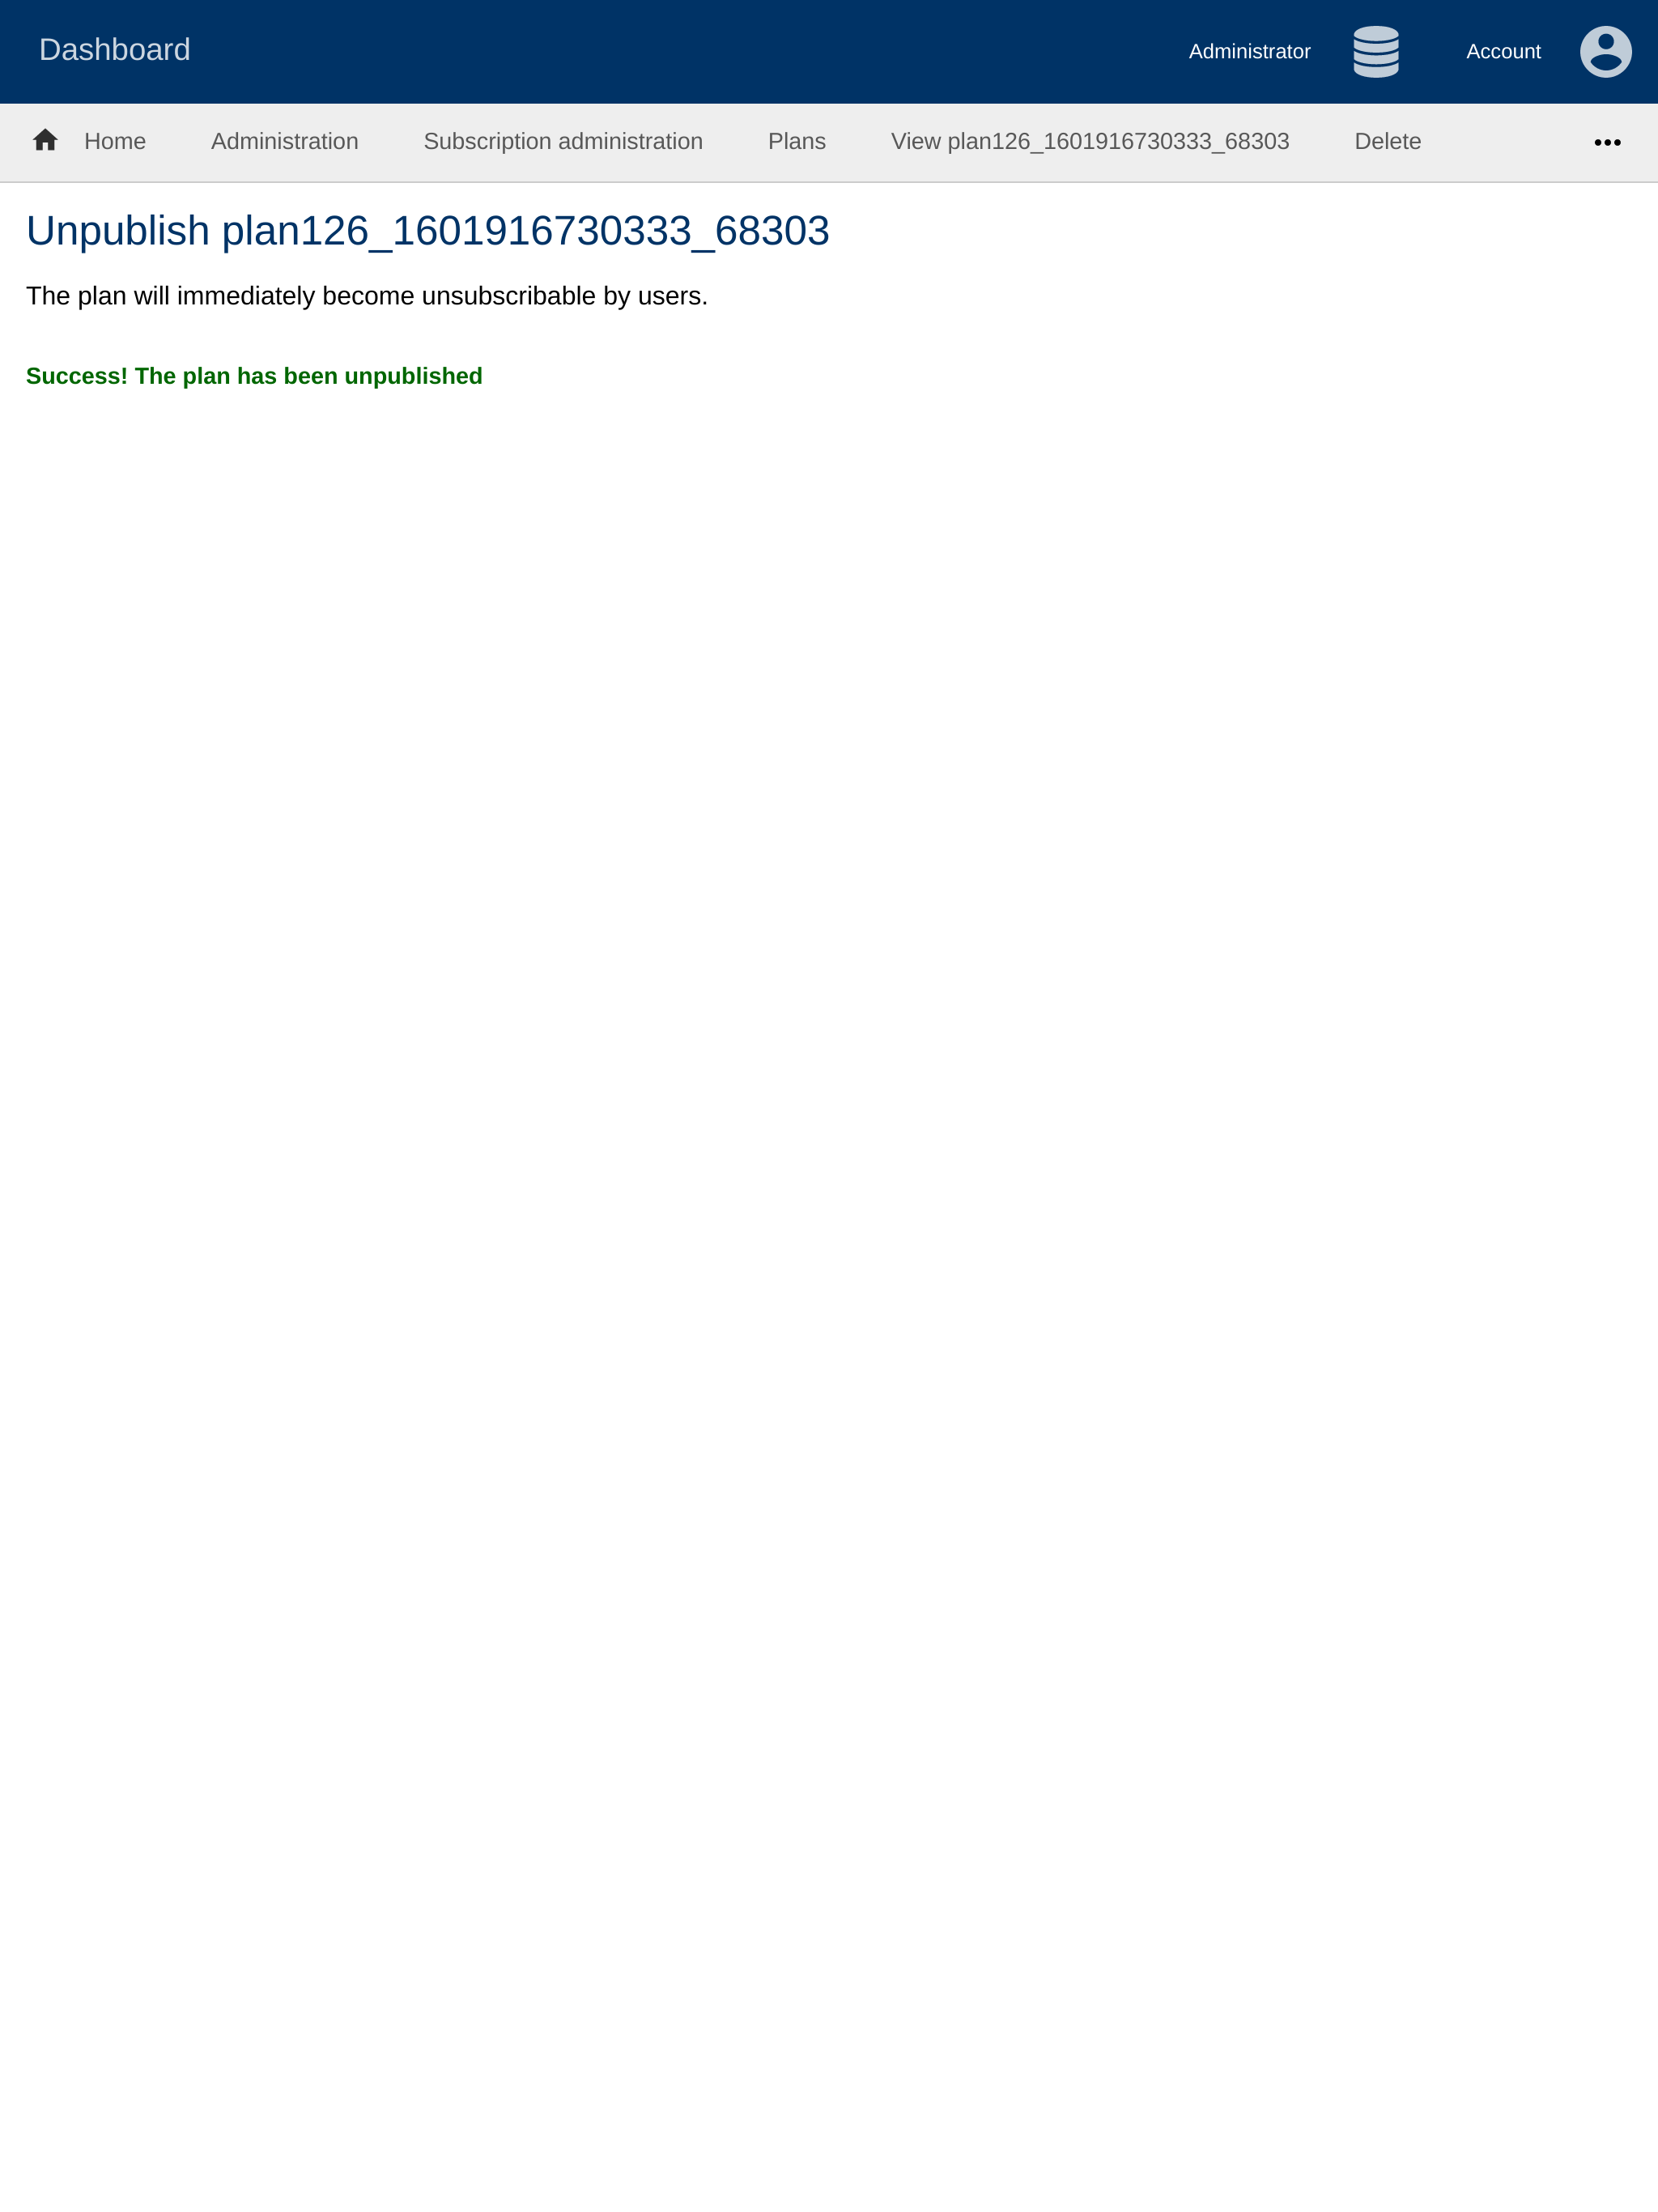 Dashboard
Administrator
Account
Home
Administration
Subscription administration
Plans
View plan126_1601916730333_68303
Delete
Unpublish plan126_1601916730333_68303
The plan will immediately become unsubscribable by users.
Success! The plan has been unpublished